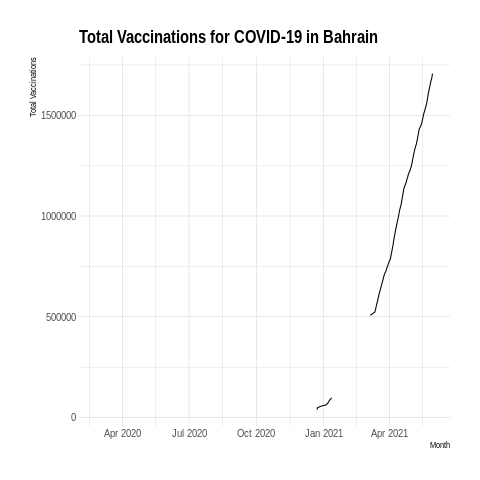 Total Vaccinations for COVID-19 in Bahrain
Total Vaccinations
1500000
1000000
500000
0
Apr 2020 Jul 2020 Oct 2020 Jan 2021 Apr 2021
Month